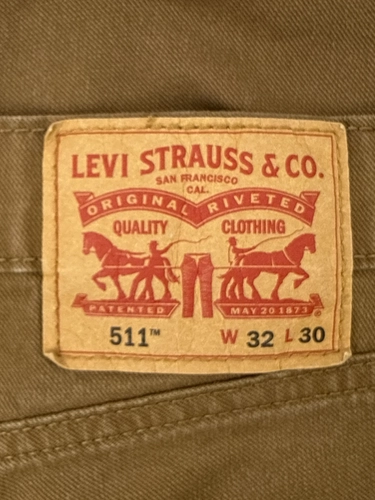 LEVI STRAUSS & CO.
SAN FRANCISCO
CAL.
ORIGINAL RIVETED
QUALITY CLOTHING
PATENTED MAY 20 1873 ®
511™ W 32 L 30